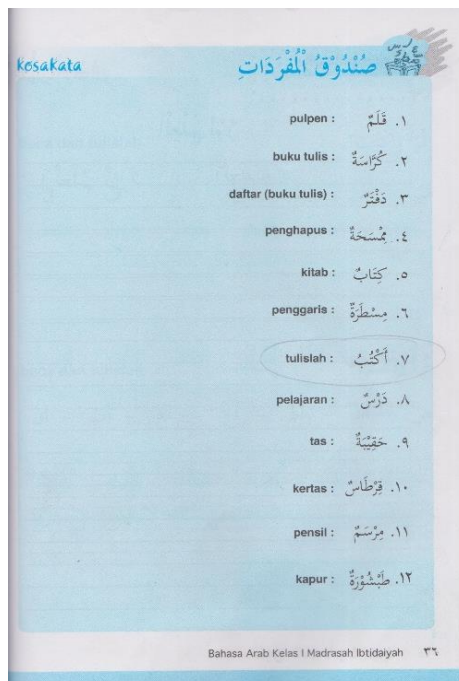 kosakata صُنْدُوْقُ الْمُفْرَدَاتِ
١. قَلَمٌ : pulpen
٢. كُرَّاسَةٌ : buku tulis
٣. دَفْتَرٌ : daftar (buku tulis)
٤. مِمْسَحَةٌ : penghapus
٥. كِتَابٌ : kitab
٦. مِسْطَرَةٌ : penggaris
٧. أَكْتُبُ : tulislah
٨. دَرْسٌ : pelajaran
٩. حَقِيْبَةٌ : tas
١٠. قِرْطَاسٌ : kertas
١١. مِرْسَمٌ : pensil
١٢. طَبْشُوْرَةٌ : kapur
Bahasa Arab Kelas I Madrasah Ibtidaiyah ٣٦